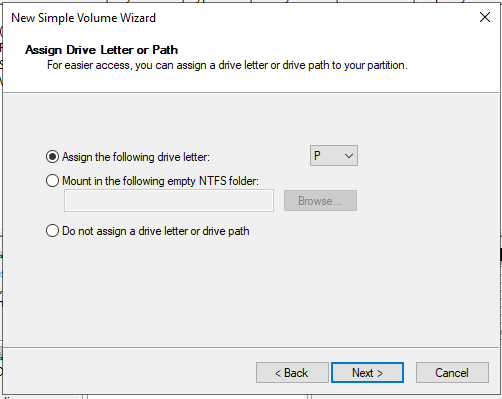 New Simple Volume Wizard
Assign Drive Letter or Path
For easier access, you can assign a drive letter or drive path to your partition.
Assign the following drive letter: P
Mount in the following empty NTFS folder:
Browse...
Do not assign a drive letter or drive path
< Back Next > Cancel